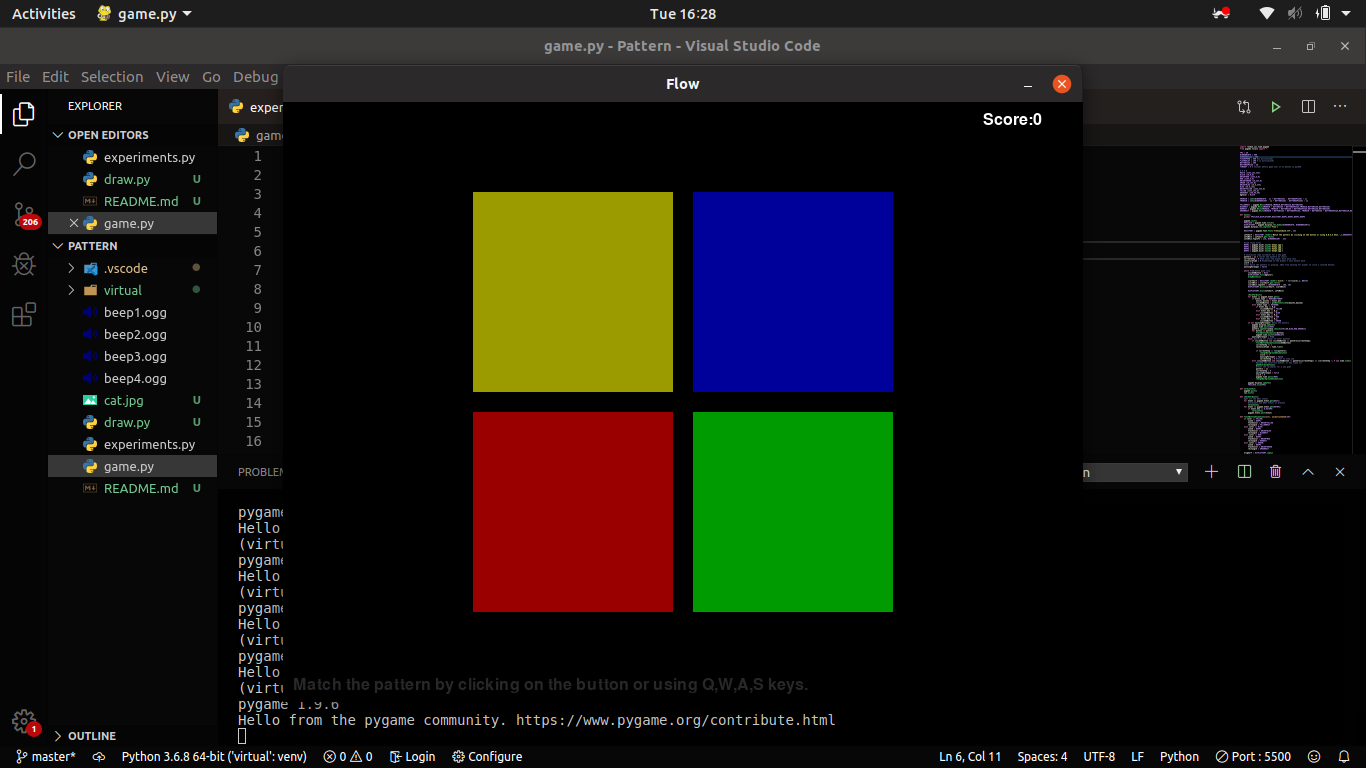 Activities game.py Tue 16:28
game.py - Pattern - Visual Studio Code
File Edit Selection View Go Debug
Flow
EXPLORER
OPEN EDITORS
experiments.py
draw.py U
README.md U
game.py
PATTERN
.vscode
virtual
beep1.ogg
beep2.ogg
beep3.ogg
beep4.ogg
cat.jpg U
draw.py U
experiments.py
game.py
README.md U
OUTLINE
206
1
exper
game
1
2
3
4
5
6
7
8
9
10
11
12
13
14
15
16
Score:0
Match the pattern by clicking on the button or using Q,W,A,S keys.
PROBLEM
n
pygame
Hello
(virtu
pygame
Hello
(virtu
pygame
Hello
(virtu
pygame
Hello
(virtu
pygame 1.9.6
Hello from the pygame community. https://www.pygame.org/contribute.html
master* Python 3.6.8 64-bit ('virtual': venv) 0 0 Login Configure Ln 6, Col 11 Spaces: 4 UTF-8 LF Python Port : 5500